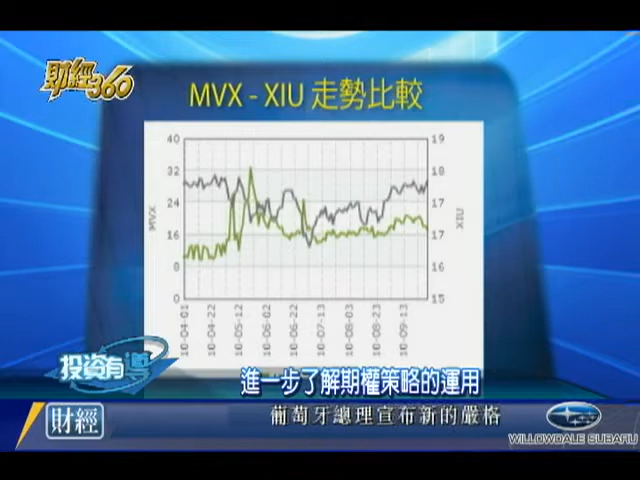 財經360
MVX - XIU 走勢比較
40
32
24
16
8
0
MVX
19
18
17
17
16
15
XIU
10-04-01
10-04-22
10-05-12
10-06-02
10-06-22
10-07-13
10-08-03
10-08-23
10-09-13
投資有導
進一步了解期權策略的運用
財經
葡萄牙總理宣布新的嚴格
SUBARU
WILLOWDALE SUBARU